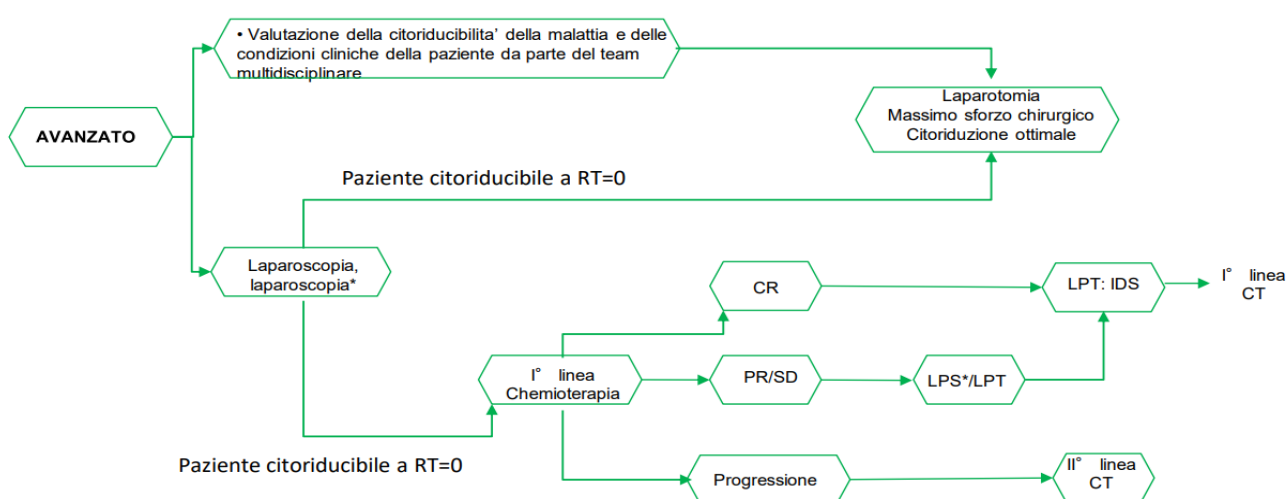 • Valutazione della citoriducibilita' della malattia e delle
condizioni cliniche della paziente da parte del team
multidisciplinare
AVANZATO
Laparotomia
Massimo sforzo chirurgico
Citoriduzione ottimale
Paziente citoriducibile a RT=0
Laparoscopia,
laparoscopia*
CR
LPT: IDS
I° linea
CT
I° linea
Chemioterapia
PR/SD
LPS*/LPT
Paziente citoriducibile a RT=0
Progressione
II° linea
CT